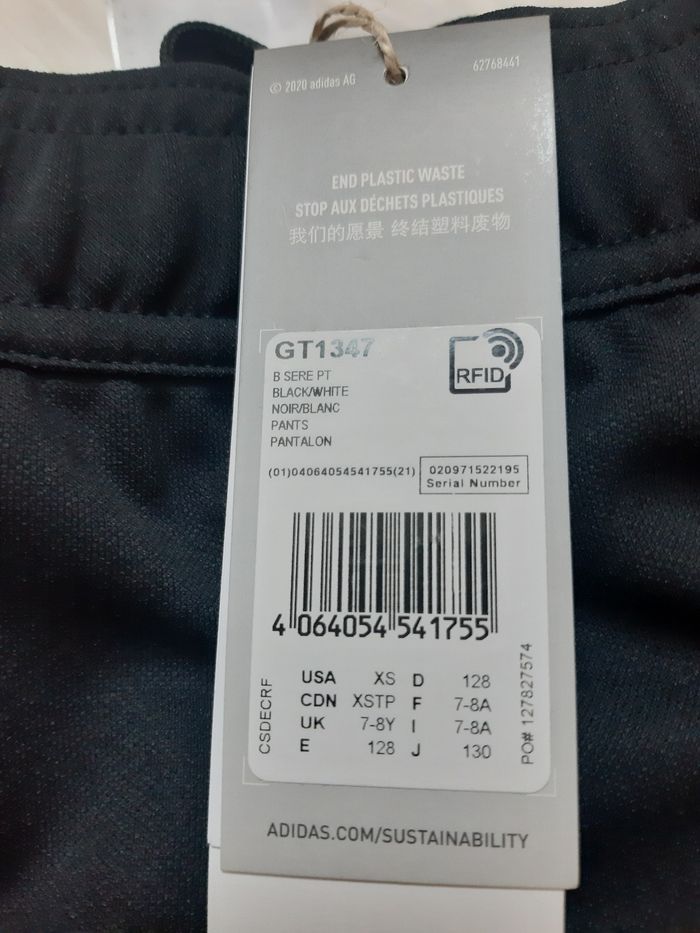 © 2020 adidas AG
62768441
END PLASTIC WASTE
STOP AUX DÉCHETS PLASTIQUES
我们的愿景 终结塑料废物
GT1347
RFID
B SERE PT
BLACK/WHITE
NOIR/BLANC
PANTS
PANTALON
(01)04064054541755(21)
020971522195
Serial Number
4 064054 541755
USA XS D 128
CDN XSTP F 7-8A
UK 7-8Y I 7-8A
E 128 J 130
CSDECRF
PO# 127827574
ADIDAS.COM/SUSTAINABILITY